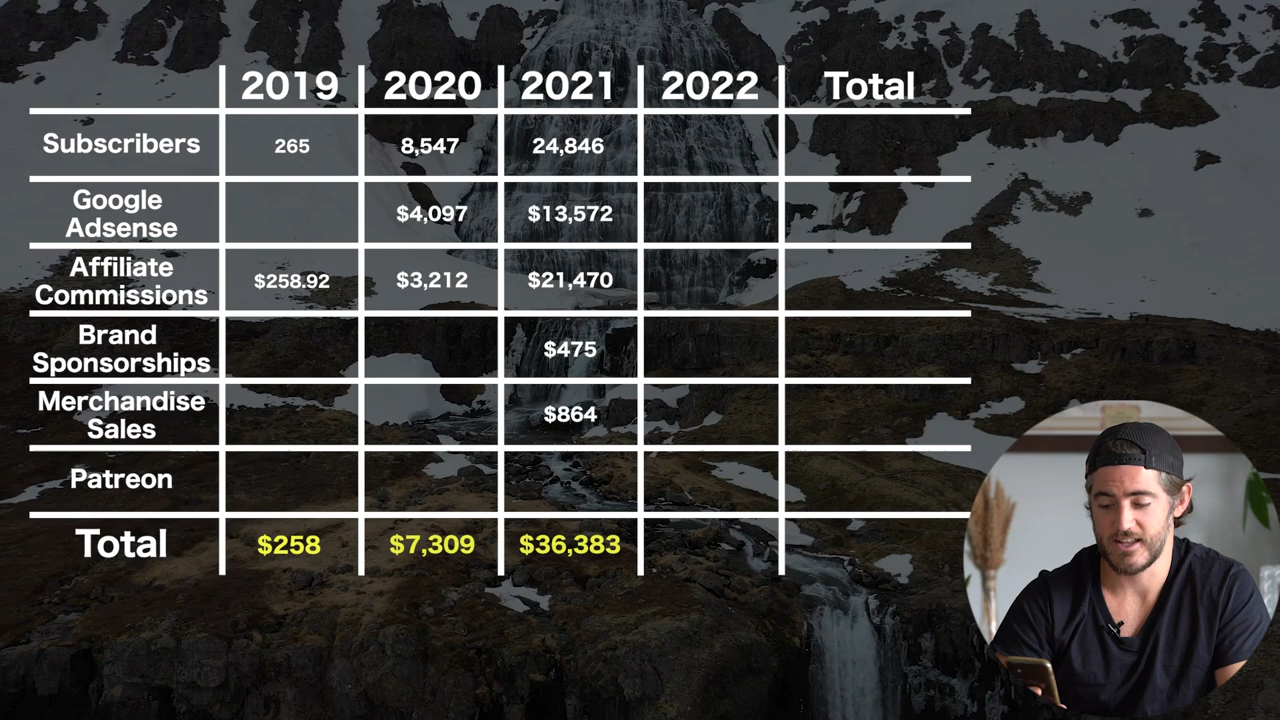 2019 2020 2021 2022 Total
Subscribers 265 8,547 24,846
Google
Adsense
$4,097 $13,572
Affiliate
Commissions
$258.92 $3,212 $21,470
Brand
Sponsorships
$475
Merchandise
Sales
$864
Patreon
Total $258 $7,309 $36,383